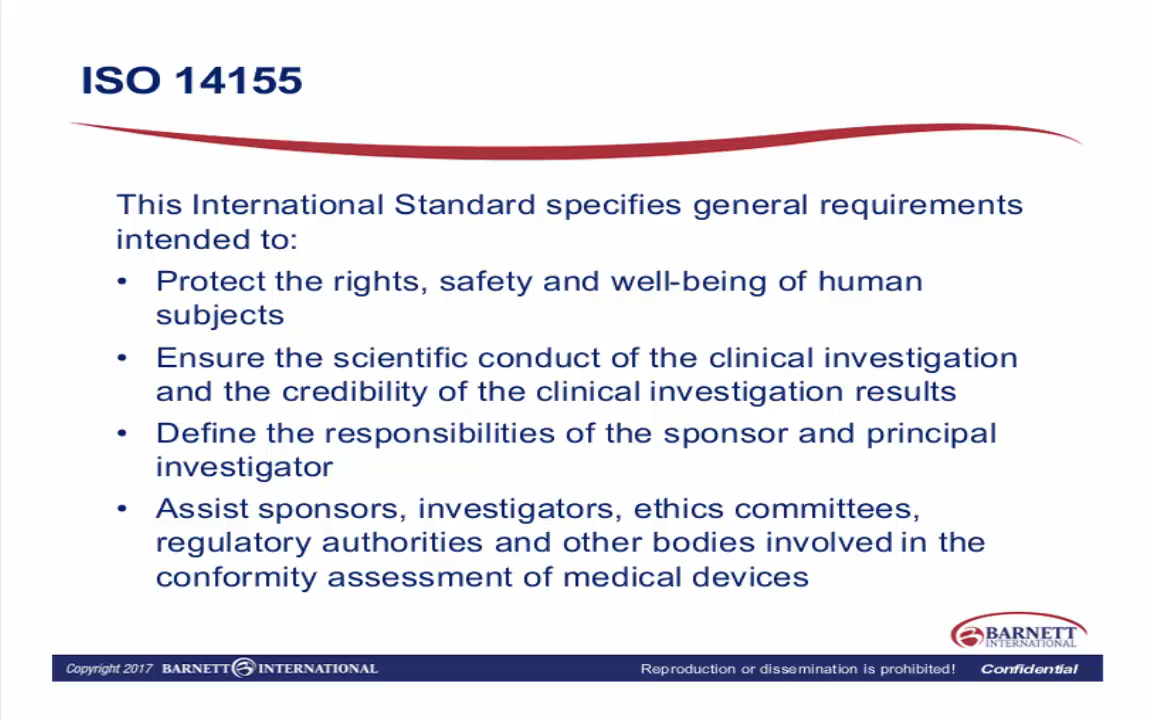 ISO 14155
This International Standard specifies general requirements
intended to:
• Protect the rights, safety and well-being of human
subjects
• Ensure the scientific conduct of the clinical investigation
and the credibility of the clinical investigation results
• Define the responsibilities of the sponsor and principal
investigator
• Assist sponsors, investigators, ethics committees,
regulatory authorities and other bodies involved in the
conformity assessment of medical devices
BARNETT
INTERNATIONAL
Copyright 2017 BARNETT INTERNATIONAL Reproduction or dissemination is prohibited! Confidential